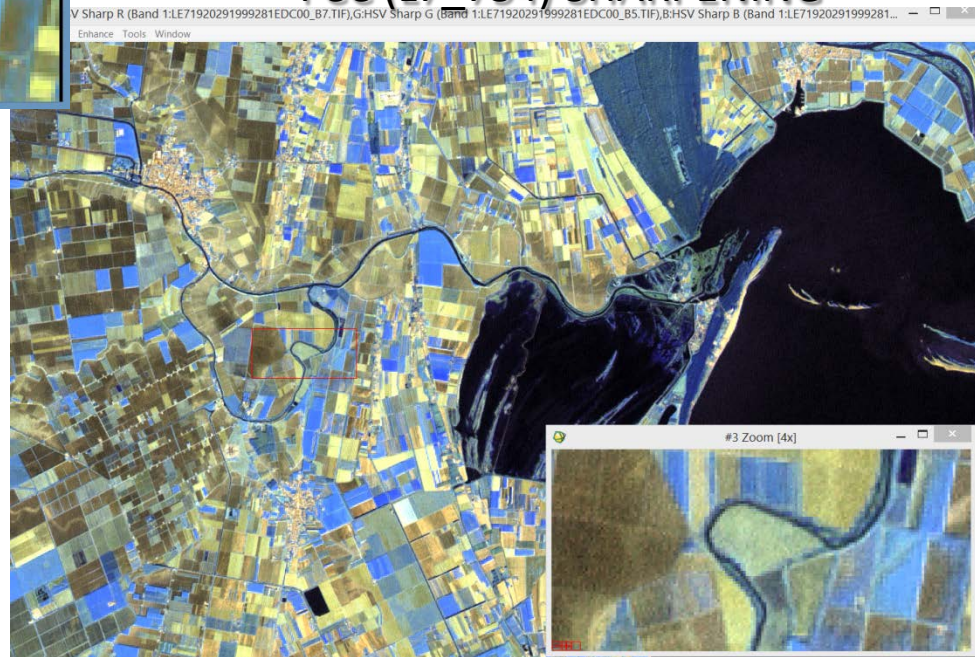 V Sharp R (Band 1:LE71920291999281EDC00_B7.TIF),G:HSV Sharp G (Band 1:LE71920291999281EDC00_B5.TIF),B:HSV Sharp B (Band 1:LE71920291999281...
Enhance Tools Window
#3 Zoom [4x]